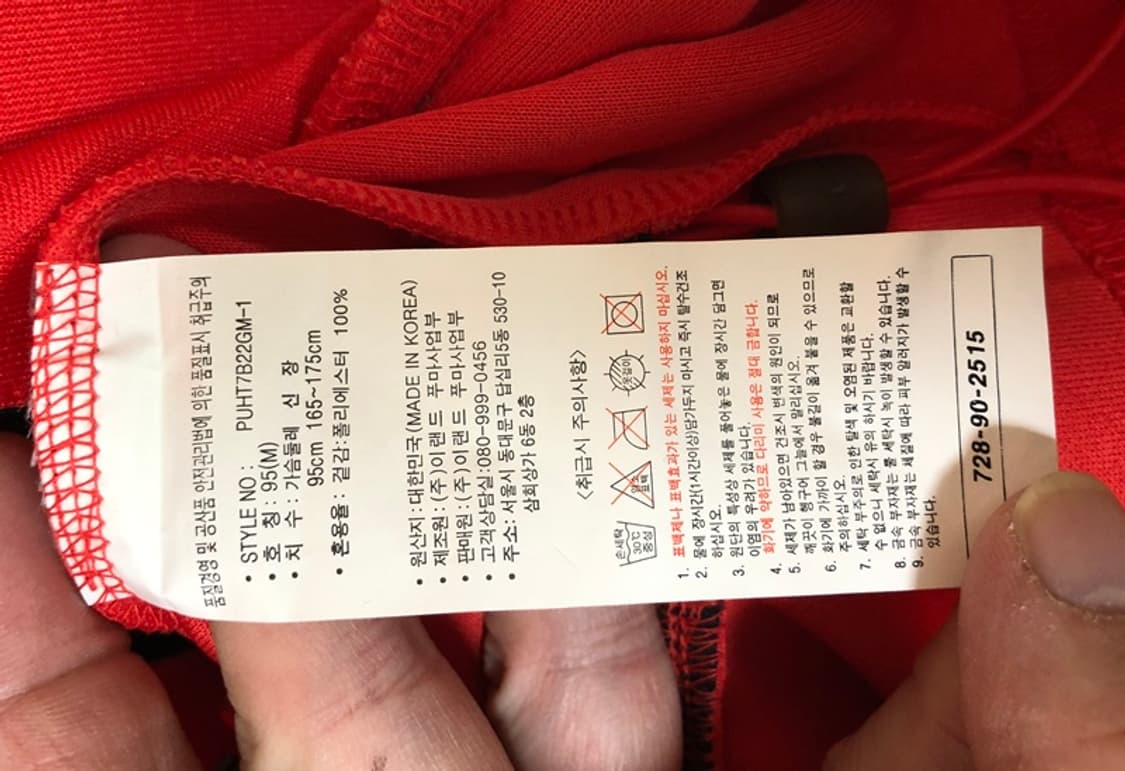 품질경영 및 공산품 안전관리법에 의한 품질표시 취급주의
• STYLE NO : PUHT7B22GM-1
• 호 칭 : 95(M)
• 치 수 : 가슴둘레 신 장
99cm 165~175cm
• 혼용율 : 겉감:폴리에스터 100%
• 원산지 : 대한민국(MADE IN KOREA)
• 제조원 : (주)이랜드 푸마사업부
• 판매원 : (주)이랜드 푸마사업부
• 고객상담실:080-999-0456
• 주소: 서울시 동대문구 답십리5동 530-10
삼희상가 6동 2층
<취급시 주의사항>
손세탁
30℃
중성
염소
표백
옷걸이
1. 표백제나 표백효과가 있는 세제는 사용하지 마십시오.
2. 물에 장시간(1시간이상)담가두지 마시고 즉시 탈수건조
하십시오.
3. 원단의 특성상 세제를 풀어놓은 물에 장시간 담그면
이염의 우려가 있습니다.
4. 화기에 약하므로 다리미 사용은 절대 금합니다.
5. 세제가 남아있으면 건조시 변색의 원인이 되므로
깨끗이 헹구어 그늘에서 말리십시오.
6. 화기에 가까이 할 경우 불길이 옮겨 붙을 수 있으므로
주의하십시오.
7. 세탁 부주의로 인한 탈색 및 오염된 제품은 교환할
수 없으니 세탁시 유의 하시기 바랍니다.
8. 금속 부자재는 물 세탁시 녹이 발생할 수 있습니다.
9. 금속 부자재는 체질에 따라 피부 알러지가 발생할 수
있습니다.
728-90-2515